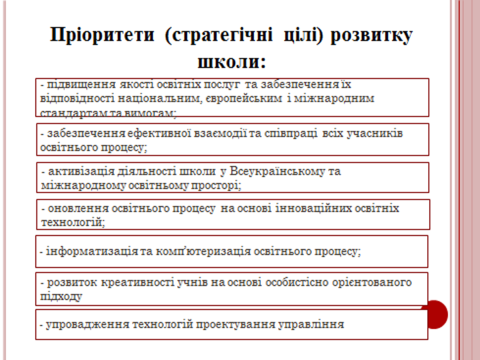 Пріоритети (стратегічні цілі) розвитку
школи:
- підвищення якості освітніх послуг та забезпечення їх
відповідності національним, європейським і міжнародним
стандартам та вимогам;
- забезпечення ефективної взаємодії та співпраці всіх учасників
освітнього процесу;
- активізація діяльності школи у Всеукраїнському та
міжнародному освітньому просторі;
- оновлення освітнього процесу на основі інноваційних освітніх
технологій;
- інформатизація та комп'ютеризація освітнього процесу;
- розвиток креативності учнів на основі особистісно орієнтованого
підходу
- упровадження технологій проектування управління